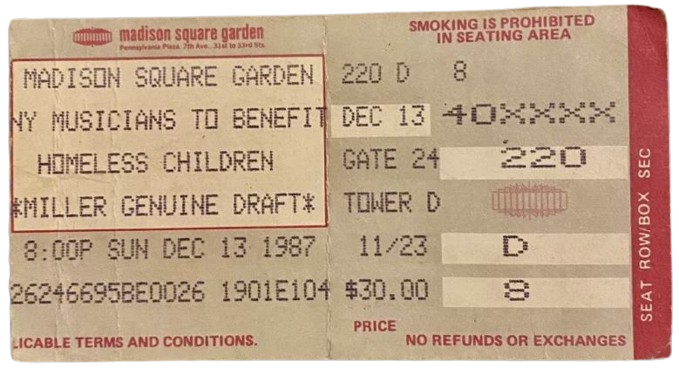 madison square garden
Pennsylvania Plaza, 7th Ave., 31st to 33rd Sts.
SMOKING IS PROHIBITED
IN SEATING AREA
MADISON SQUARE GARDEN 220 D 8
NY MUSICIANS TO BENEFIT DEC 13 40XXXX
HOMELESS CHILDREN GATE 24 220
*MILLER GENUINE DRAFT* TOWER D
8:00P SUN DEC 13 1987 11/23 D
26246695BE0026 1901E104 $30.00 8
PRICE
LICABLE TERMS AND CONDITIONS. NO REFUNDS OR EXCHANGES
SEAT ROW/BOX SEC